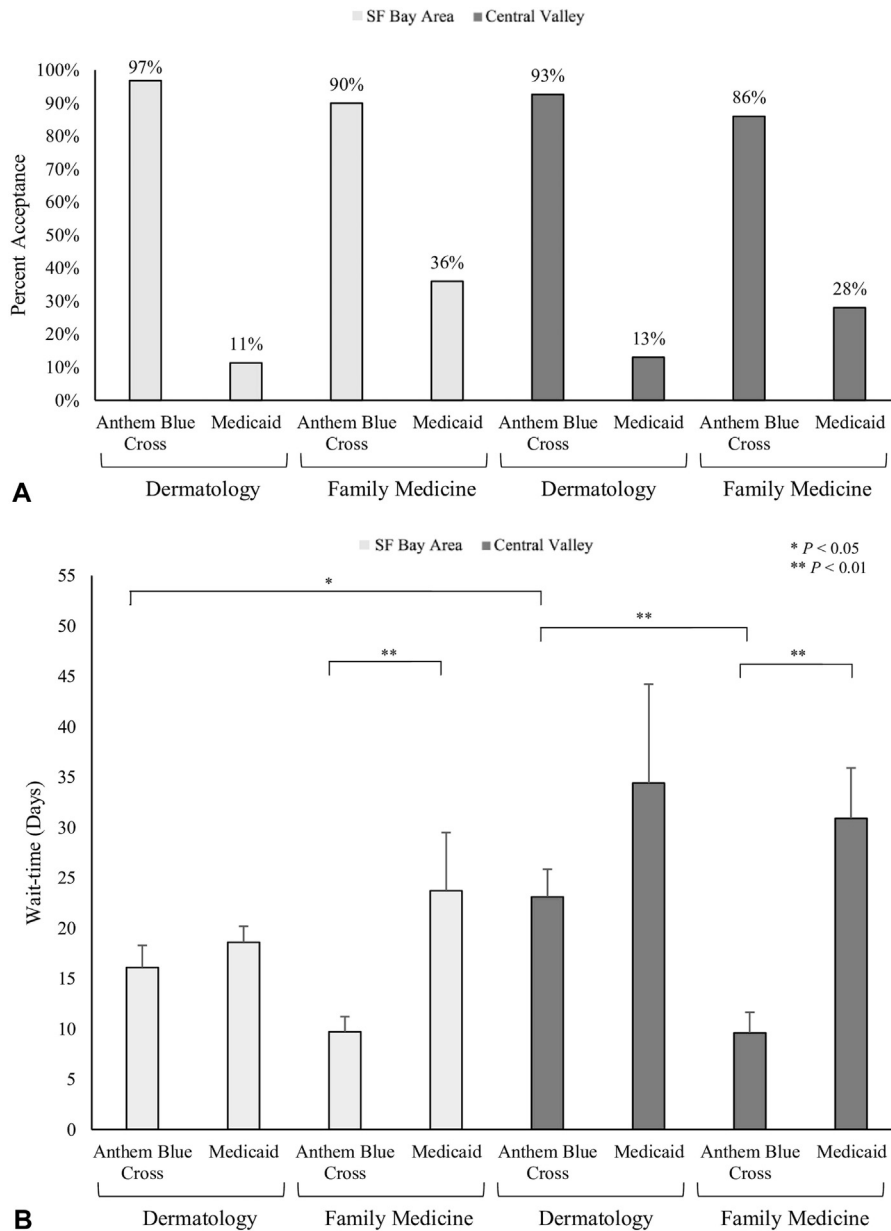 SF Bay Area Central Valley
100%
90%
80%
70%
60%
50%
40%
30%
20%
10%
0%
Percent Acceptance
97%
11%
90%
36%
93%
13%
86%
28%
Anthem Blue Cross
Medicaid
Anthem Blue Cross
Medicaid
Anthem Blue Cross
Medicaid
Anthem Blue Cross
Medicaid
Dermatology
Family Medicine
Dermatology
Family Medicine
A
SF Bay Area Central Valley
* P < 0.05
** P < 0.01
55
50
45
40
35
30
25
20
15
10
5
0
Wait-time (Days)
*
**
**
**
Anthem Blue Cross
Medicaid
Anthem Blue Cross
Medicaid
Anthem Blue Cross
Medicaid
Anthem Blue Cross
Medicaid
Dermatology
Family Medicine
Dermatology
Family Medicine
B